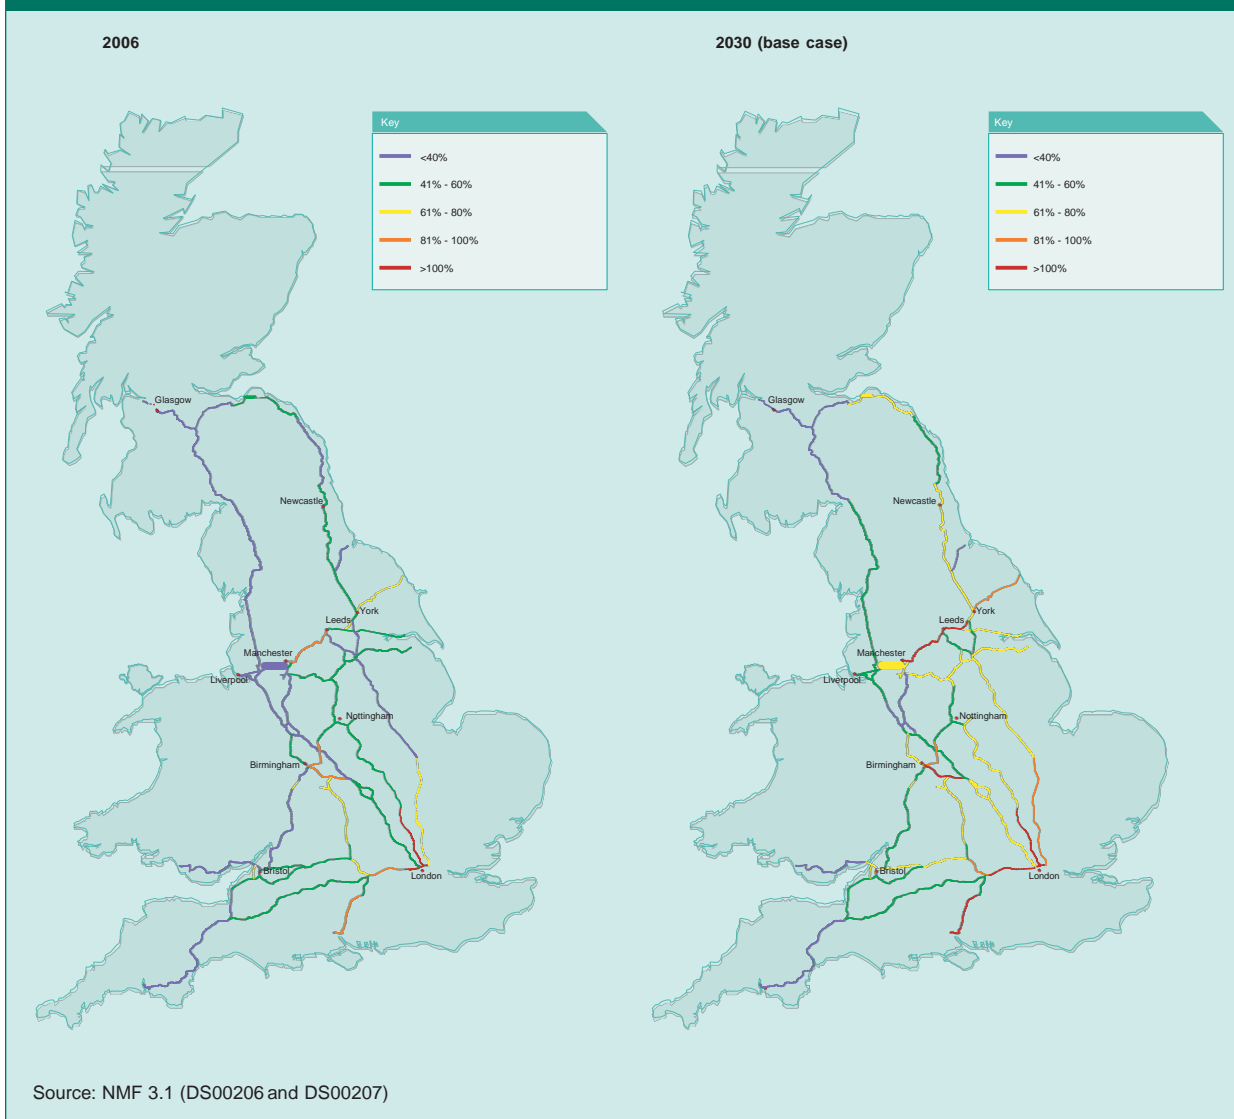 2006
Key
<40%
41% - 60%
61% - 80%
81% - 100%
>100%
Glasgow
Newcastle
York
Leeds
Manchester
Liverpool
Nottingham
Birmingham
Bristol
London
2030 (base case)
Key
<40%
41% - 60%
61% - 80%
81% - 100%
>100%
Glasgow
Newcastle
York
Leeds
Manchester
Liverpool
Nottingham
Birmingham
Bristol
London
Source: NMF 3.1 (DS00206 and DS00207)